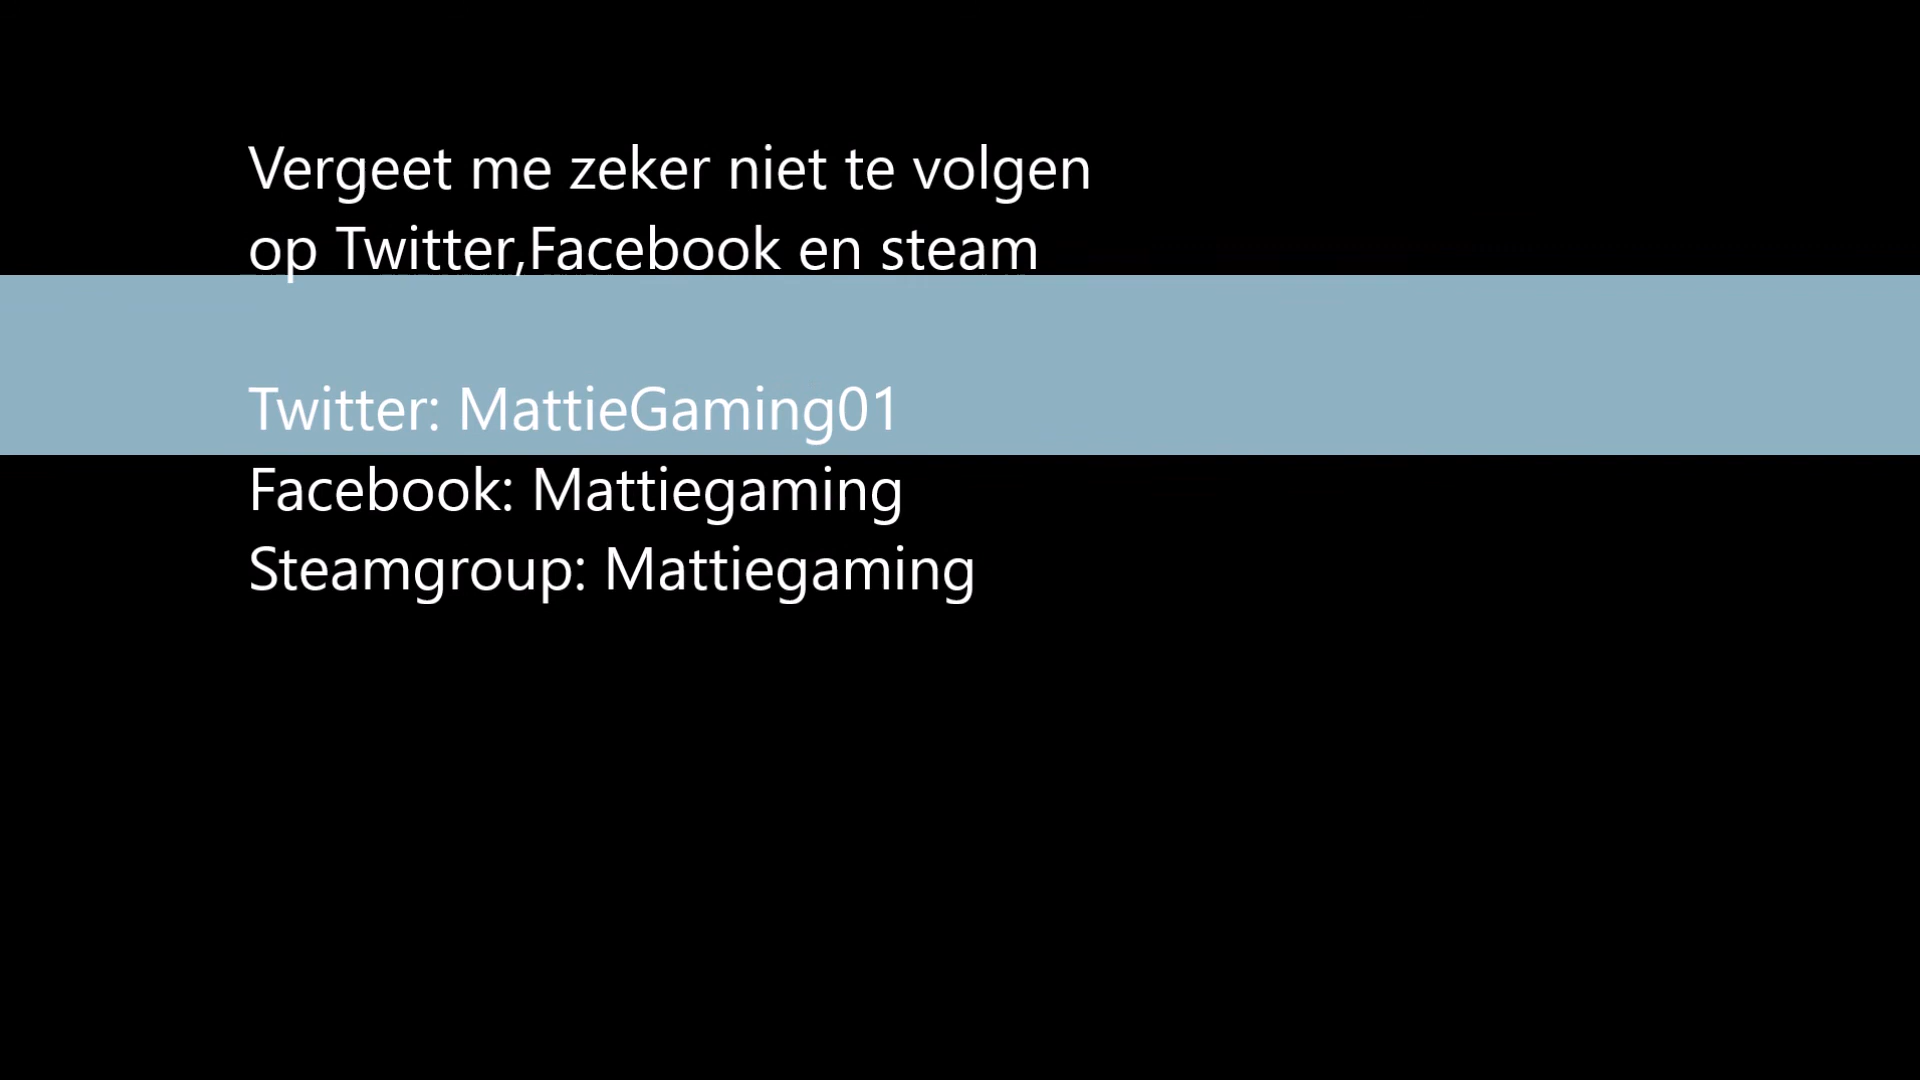 Vergeet me zeker niet te volgen
op Twitter,Facebook en steam
Twitter: MattieGaming01
Facebook: Mattiegaming
Steamgroup: Mattiegaming